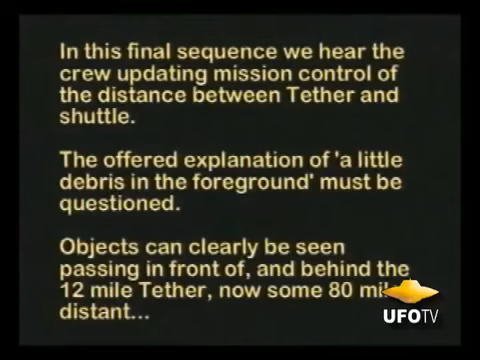 In this final sequence we hear the
crew updating mission control of
the distance between Tether and
shuttle.
The offered explanation of 'a little
debris in the foreground' must be
questioned.
Objects can clearly be seen
passing in front of, and behind the
12 mile Tether, now some 80
distant...
UFOTV